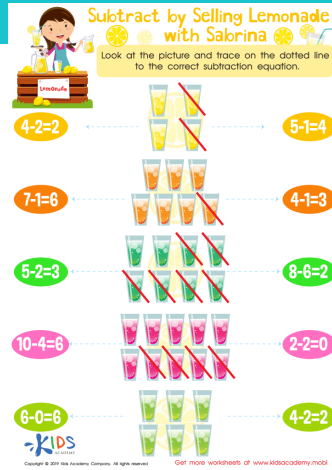 Subtract by Selling Lemonade
with Sabrina
Look at the picture and trace on the dotted line
to the correct subtraction equation.
Lemonade
4-2=2
5-1=4
7-1=6
4-1=3
5-2=3
8-6=2
10-4=6
2-2=0
6-0=6
4-2=2
KIDS
ACADEMY
Copyright © 2019 Kids Academy Company. All rights reserved
Get more worksheets at www.kidsacademy.mobi